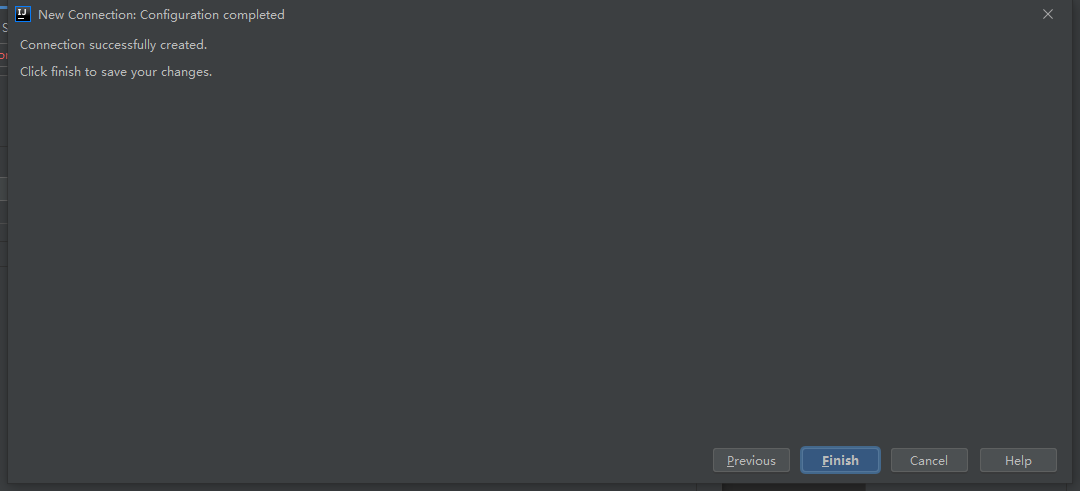 New Connection: Configuration completed
Connection successfully created.
Click finish to save your changes.
Previous Finish Cancel Help